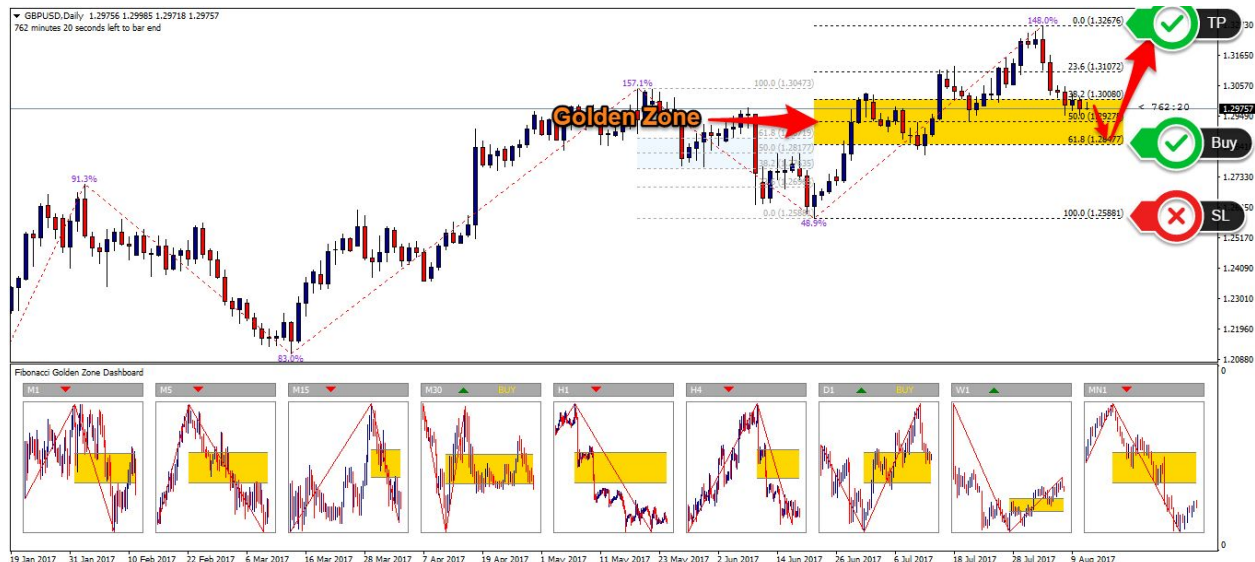 GBPUSD,Daily 1.29756 1.29985 1.29718 1.29757
762 minutes 20 seconds left to bar end
148.0%
0.0 (1.32676)
TP
1.31650
157.1%
100.0 (1.30473)
23.6 (1.31072)
1.30570
38.2 (1.30080)
< 762:20
1.29757
Golden Zone
50.0 (1.29278)
1.29490
50.0 (1.28177)
61.8 (1.28477)
Buy
91.3%
1.27330
0.0 (1.2588
48.9%
100.0 (1.25881)
SL
1.25170
1.24090
1.23010
1.21960
83.0%
1.20880
Fibonacci Golden Zone Dashboard
0
M1
M5
M15
M30 BUY
H1
H4
D1 BUY
W1
MN1
0
19 Jan 2017 31 Jan 2017 10 Feb 2017 22 Feb 2017 6 Mar 2017 16 Mar 2017 28 Mar 2017 7 Apr 2017 19 Apr 2017 1 May 2017 11 May 2017 23 May 2017 2 Jun 2017 14 Jun 2017 26 Jun 2017 6 Jul 2017 18 Jul 2017 28 Jul 2017 9 Aug 2017